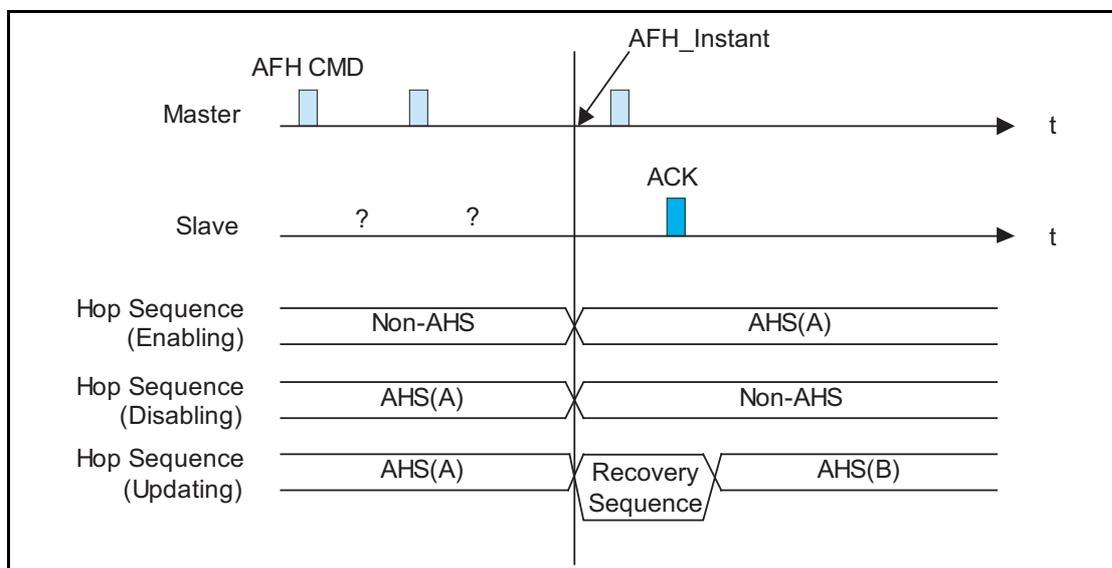 AFH_Instant
AFH CMD
Master
t
ACK
Slave
?
?
t
Hop Sequence
(Enabling)
Non-AHS
AHS(A)
Hop Sequence
(Disabling)
AHS(A)
Non-AHS
Hop Sequence
(Updating)
AHS(A)
Recovery
Sequence
AHS(B)